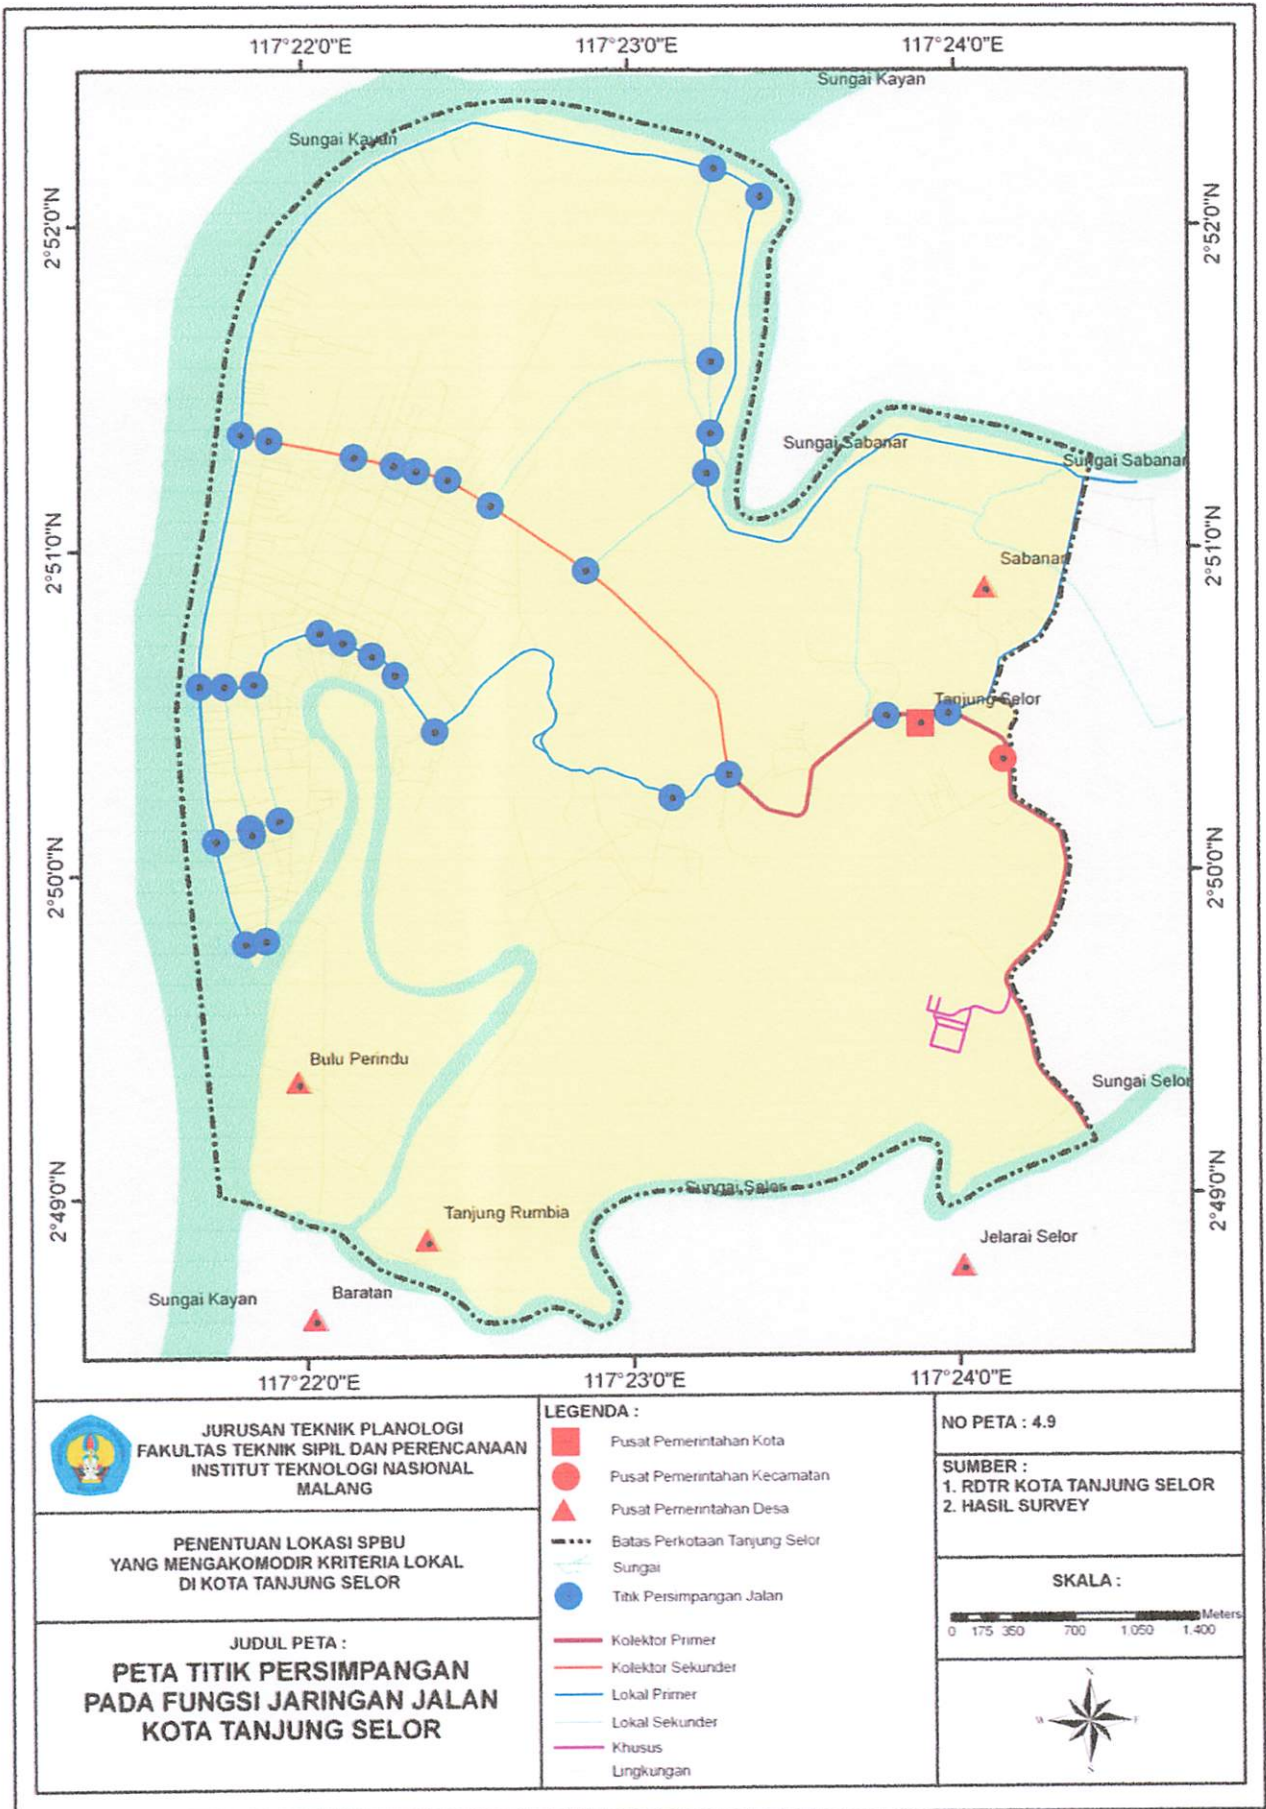 117°22'0"E
117°23'0"E
117°24'0"E
Sungai Kayan
Sungai Kayan
2°52'0"N
2°52'0"N
Sungai Sabanar
Sungai Sabanar
2°51'0"N
2°51'0"N
Sabanar
Tanjung Selor
2°50'0"N
2°50'0"N
Bulu Perindu
Sungai Selor
2°49'0"N
2°49'0"N
Sungai Selor
Tanjung Rumbia
Jelarai Selor
Sungai Kayan
Baratan
117°22'0"E
117°23'0"E
117°24'0"E
JURUSAN TEKNIK PLANOLOGI
FAKULTAS TEKNIK SIPIL DAN PERENCANAAN
INSTITUT TEKNOLOGI NASIONAL
MALANG
PENENTUAN LOKASI SPBU
YANG MENGAKOMODIR KRITERIA LOKAL
DI KOTA TANJUNG SELOR
JUDUL PETA :
PETA TITIK PERSIMPANGAN
PADA FUNGSI JARINGAN JALAN
KOTA TANJUNG SELOR
LEGENDA :
Pusat Pemerintahan Kota
Pusat Pemerintahan Kecamatan
Pusat Pemerintahan Desa
Batas Perkotaan Tanjung Selor
Sungai
Titik Persimpangan Jalan
Kolektor Primer
Kolektor Sekunder
Lokal Primer
Lokal Sekunder
Khusus
Lingkungan
NO PETA : 4.9
SUMBER :
1. RDTR KOTA TANJUNG SELOR
2. HASIL SURVEY
SKALA :
Meters
0 175 350 700 1.050 1.400
N
W E
S